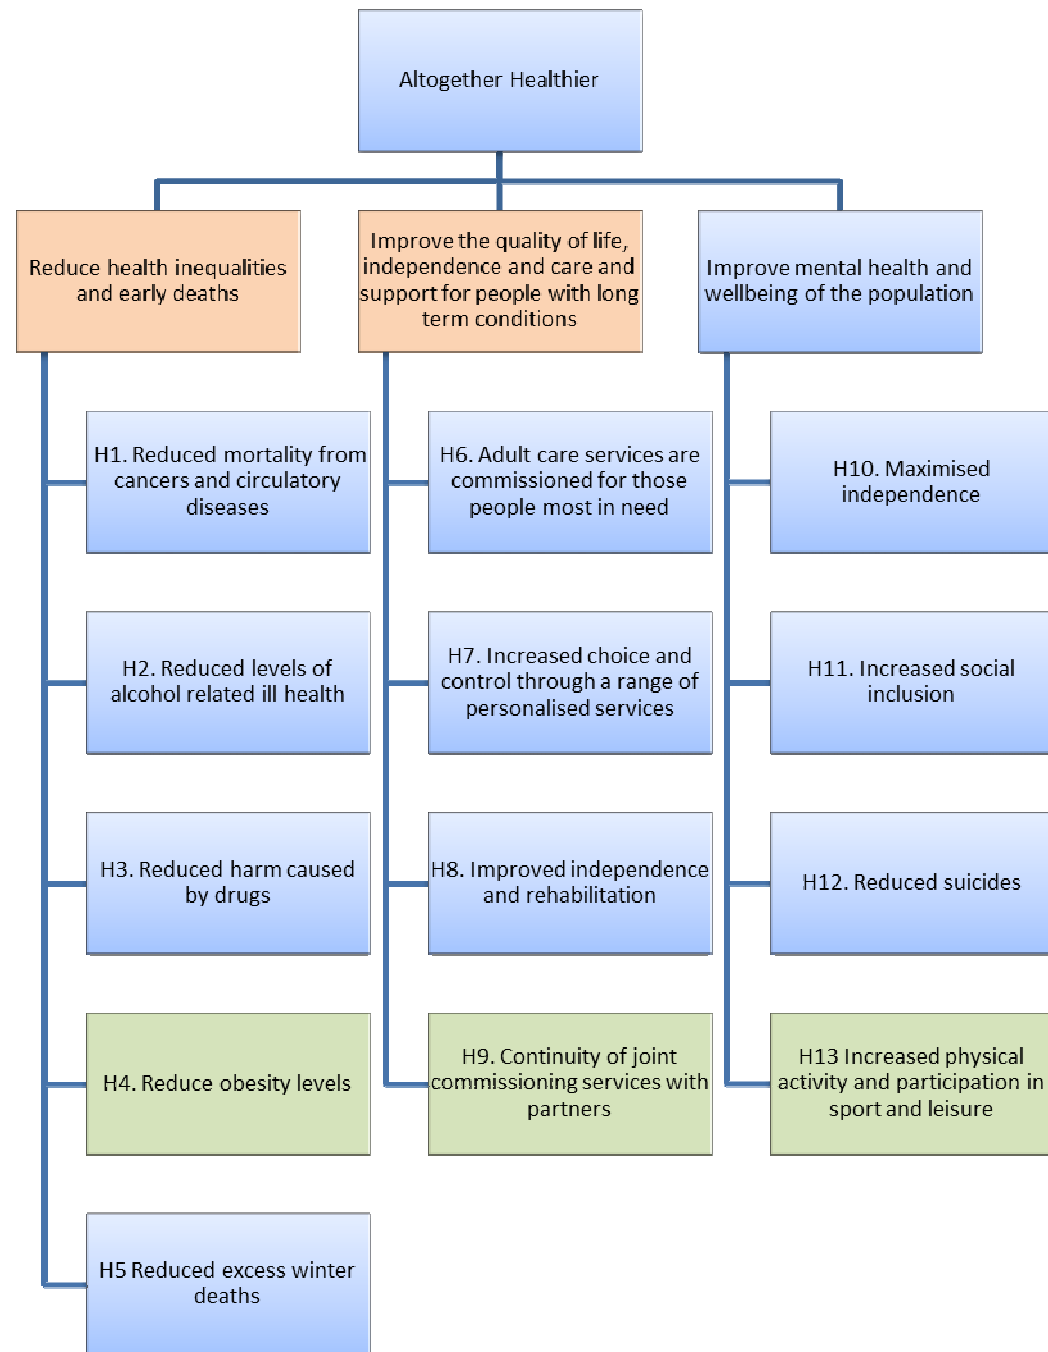 Altogether Healthier
Reduce health inequalities
and early deaths
Improve the quality of life,
independence and care and
support for people with long
term conditions
Improve mental health and
wellbeing of the population
H1. Reduced mortality from
cancers and circulatory
diseases
H2. Reduced levels of
alcohol related ill health
H3. Reduced harm caused
by drugs
H4. Reduce obesity levels
H5 Reduced excess winter
deaths
H6. Adult care services are
commissioned for those
people most in need
H7. Increased choice and
control through a range of
personalised services
H8. Improved independence
and rehabilitation
H9. Continuity of joint
commissioning services with
partners
H10. Maximised
independence
H11. Increased social
inclusion
H12. Reduced suicides
H13 Increased physical
activity and participation in
sport and leisure